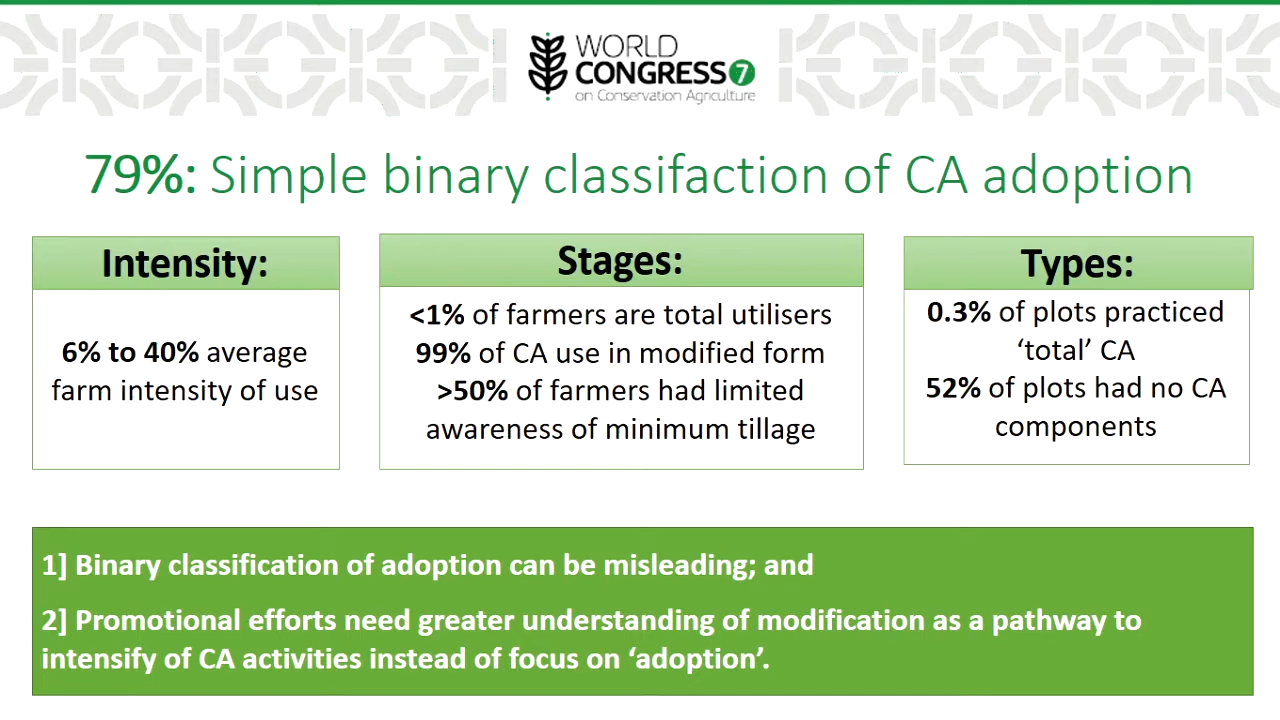 WORLD
CONGRESS 7
on Conservation Agriculture
79%: Simple binary classifaction of CA adoption
Intensity:
6% to 40% average
farm intensity of use
Stages:
<1% of farmers are total utilisers
99% of CA use in modified form
>50% of farmers had limited
awareness of minimum tillage
Types:
0.3% of plots practiced
‘total’ CA
52% of plots had no CA
components
1] Binary classification of adoption can be misleading; and
2] Promotional efforts need greater understanding of modification as a pathway to
intensify of CA activities instead of focus on ‘adoption’.